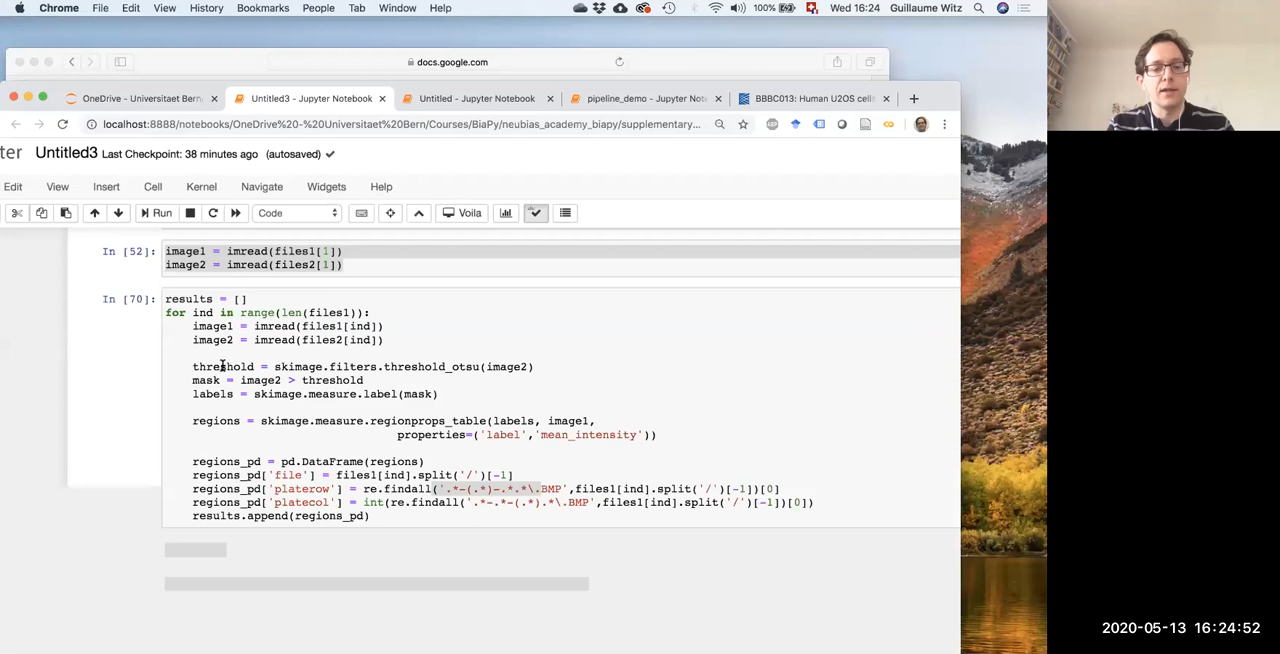 Chrome File Edit View History Bookmarks People Tab Window Help 100% Wed 16:24 Guillaume Witz
docs.google.com
OneDrive - Universitaet Bern Untitled3 - Jupyter Notebook Untitled - Jupyter Notebook pipeline_demo - Jupyter Not BBBC013: Human U2OS cells
localhost:8888/notebooks/OneDrive%20-%20Universitaet%20Bern/Courses/BiaPy/neubias_academy_biapy/supplementary...
ter Untitled3 Last Checkpoint: 38 minutes ago (autosaved)
Edit View Insert Cell Kernel Navigate Widgets Help
Run Code Voila
In [52]: image1 = imread(files1[1])
image2 = imread(files2[1])
In [70]: results = []
for ind in range(len(files1)):
image1 = imread(files1[ind])
image2 = imread(files2[ind])
threshold = skimage.filters.threshold_otsu(image2)
mask = image2 > threshold
labels = skimage.measure.label(mask)
regions = skimage.measure.regionprops_table(labels, image1,
properties=('label','mean_intensity'))
regions_pd = pd.DataFrame(regions)
regions_pd['file'] = files1[ind].split('/')[-1]
regions_pd['platerow'] = re.findall('.*-(.*)-.*.*\.BMP',files1[ind].split('/')[-1])[0]
regions_pd['platecol'] = int(re.findall('.*-.*-(.*).*\.BMP',files1[ind].split('/')[-1])[0])
results.append(regions_pd)
2020-05-13 16:24:52